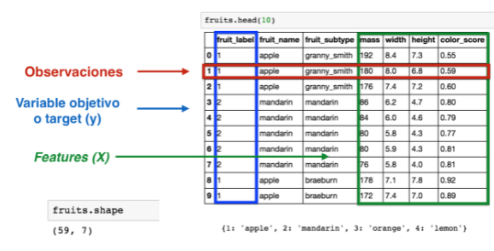 fruits.head(10)
fruit_label fruit_name fruit_subtype mass width height color_score
0 1 apple granny_smith 192 8.4 7.3 0.55
1 1 apple granny_smith 180 8.0 6.8 0.59
2 1 apple granny_smith 176 7.4 7.2 0.60
3 2 mandarin mandarin 86 6.2 4.7 0.80
4 2 mandarin mandarin 84 6.0 4.6 0.79
5 2 mandarin mandarin 80 5.8 4.3 0.77
6 2 mandarin mandarin 80 5.9 4.3 0.81
7 2 mandarin mandarin 76 5.8 4.0 0.81
8 1 apple braeburn 178 7.1 7.8 0.92
9 1 apple braeburn 172 7.4 7.0 0.89
Observaciones
Variable objetivo
o target (y)
Features (X)
fruits.shape
(59, 7)
{1: 'apple', 2: 'mandarin', 3: 'orange', 4: 'lemon'}